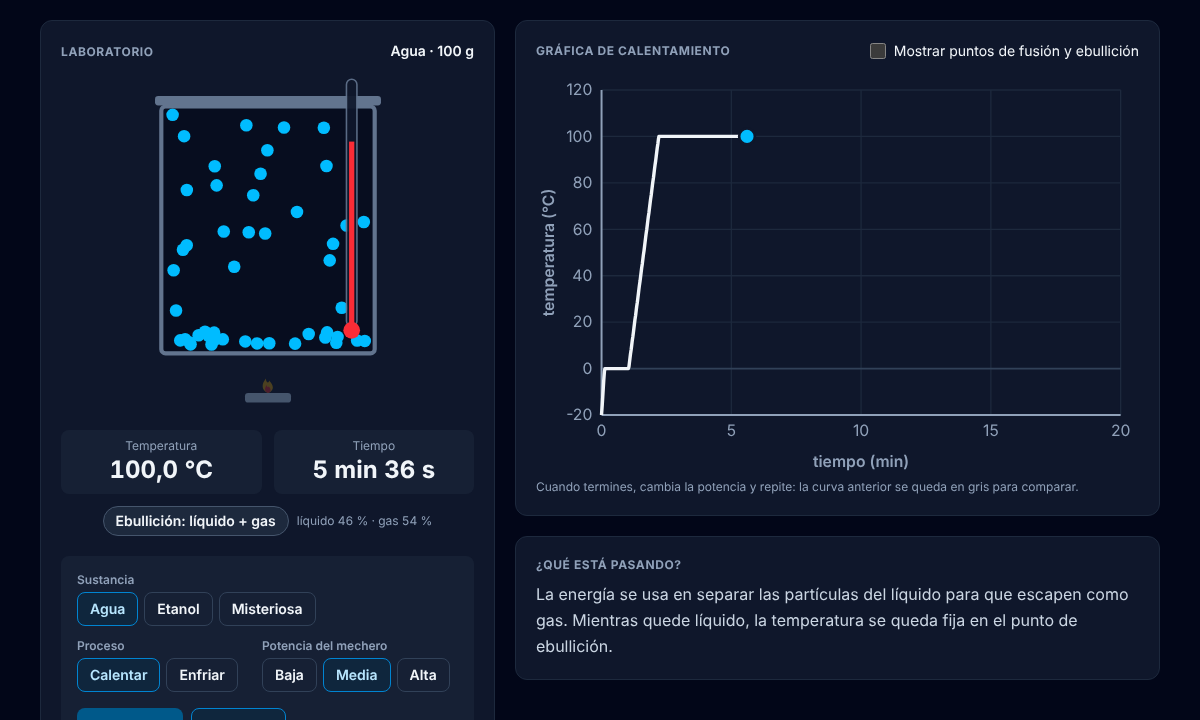 LABORATORIO
Agua · 100 g
Temperatura
100,0 °C
Tiempo
5 min 36 s
Ebullición: líquido + gas
líquido 46 % · gas 54 %
Sustancia
Agua
Etanol
Misteriosa
Proceso
Calentar
Enfriar
Potencia del mechero
Baja
Media
Alta
GRÁFICA DE CALENTAMIENTO
Mostrar puntos de fusión y ebullición
120
100
80
60
40
20
0
-20
temperatura (°C)
0
5
10
15
20
tiempo (min)
Cuando termines, cambia la potencia y repite: la curva anterior se queda en gris para comparar.
¿QUÉ ESTÁ PASANDO?
La energía se usa en separar las partículas del líquido para que escapen como
gas. Mientras quede líquido, la temperatura se queda fija en el punto de
ebullición.